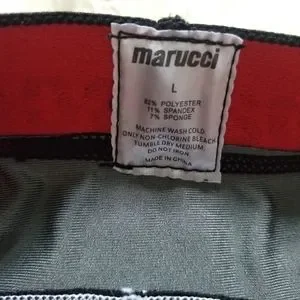 marucci
L
82% POLYESTER
11% SPANDEX
7% SPONGE
MACHINE WASH COLD
ONLY NON-CHLORINE BLEACH
TUMBLE DRY MEDIUM
DO NOT IRON
MADE IN CHINA